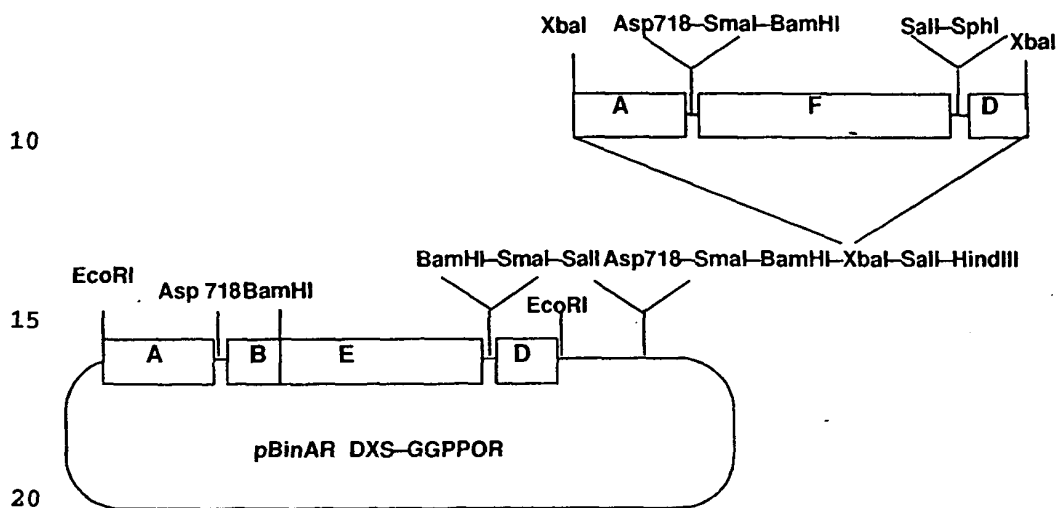 XbaI Asp718–SmaI–BamHI SalI–SphI XbaI
A F D
10
BamHI–SmaI–SalI Asp718–SmaI–BamHI–XbaI–SalI–HindIII
EcoRI
Asp 718 BamHI EcoRI
15
A B E D
pBinAR DXS–GGPPOR
20